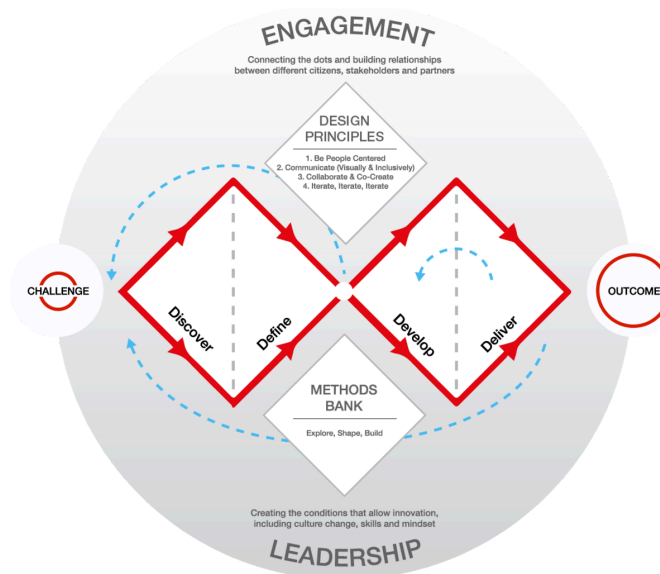 ENGAGEMENT
Connecting the dots and building relationships
between different citizens, stakeholders and partners
DESIGN
PRINCIPLES
1. Be People Centered
2. Communicate (Visually & Inclusively)
3. Collaborate & Co-Create
4. Iterate, Iterate, Iterate
CHALLENGE
OUTCOME
Discover
Define
Develop
Deliver
METHODS
BANK
Explore, Shape, Build
Creating the conditions that allow innovation,
including culture change, skills and mindset
LEADERSHIP